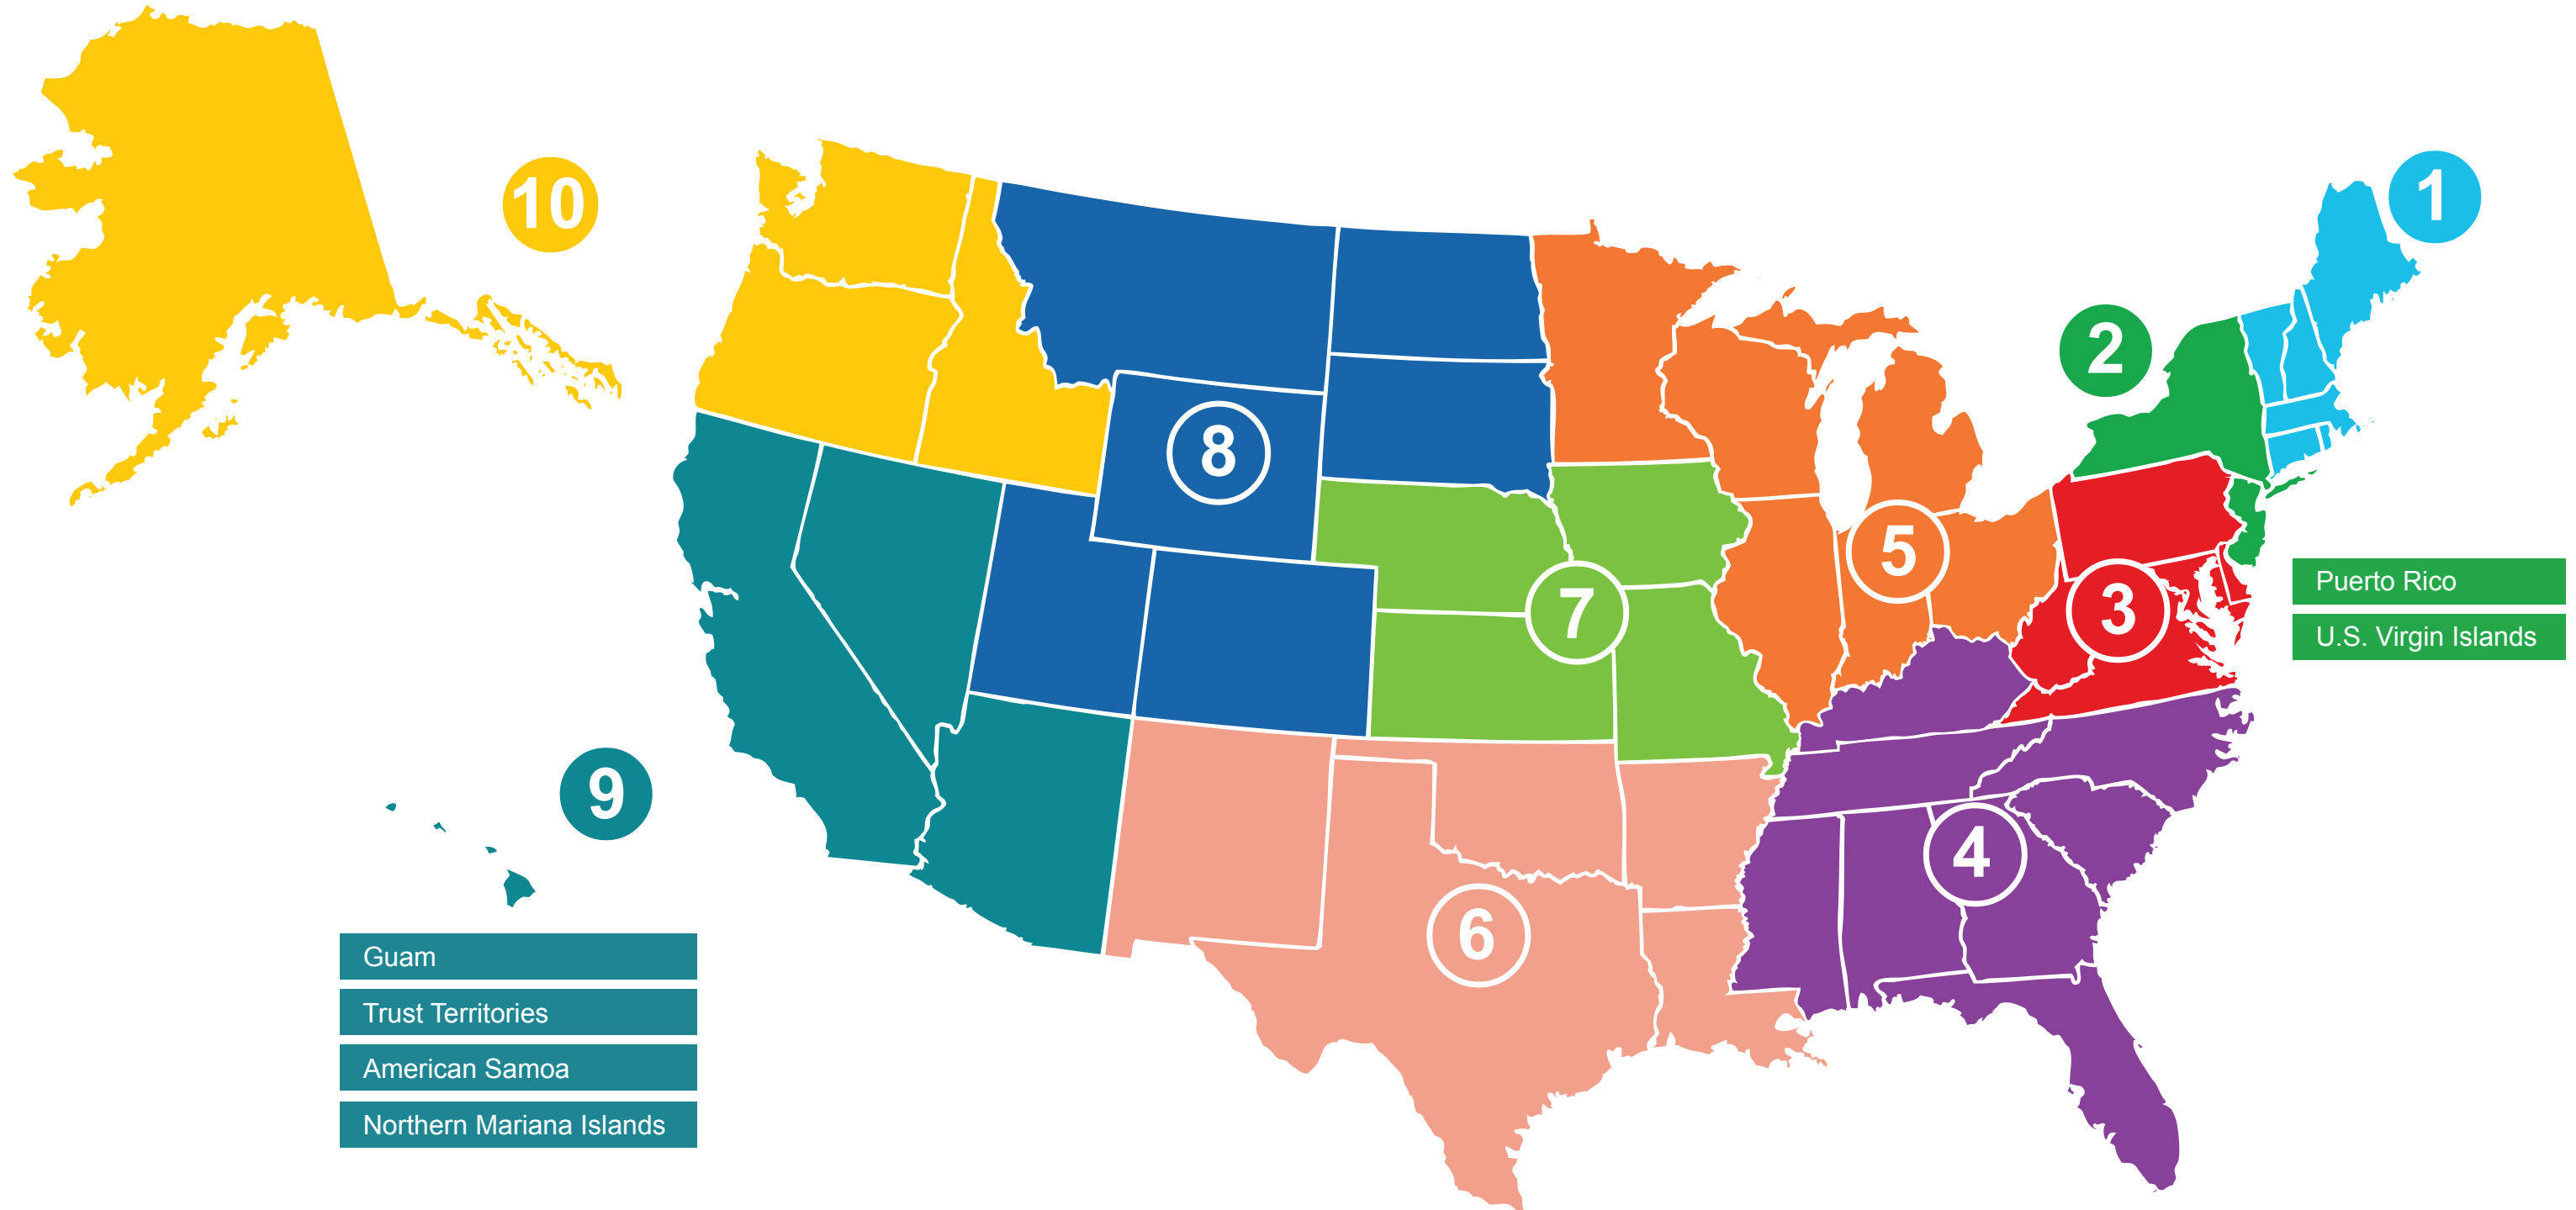 10
1
2
8
5
Puerto Rico
3
7
U.S. Virgin Islands
9
4
6
Guam
Trust Territories
American Samoa
Northern Mariana Islands